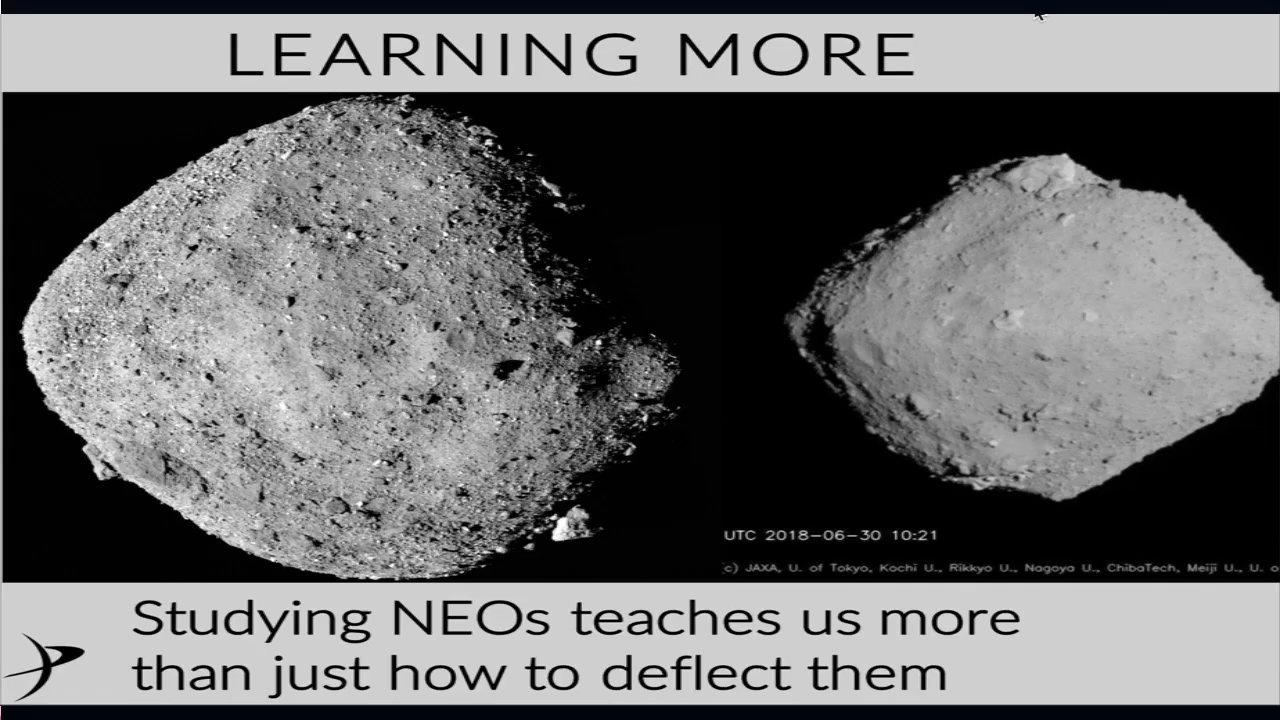 LEARNING MORE
UTC 2018-06-30 10:21
c) JAXA, U. of Tokyo, Kochi U., Rikkyo U., Nagoya U., ChibaTech, Meiji U., U. o
Studying NEOs teaches us more
than just how to deflect them